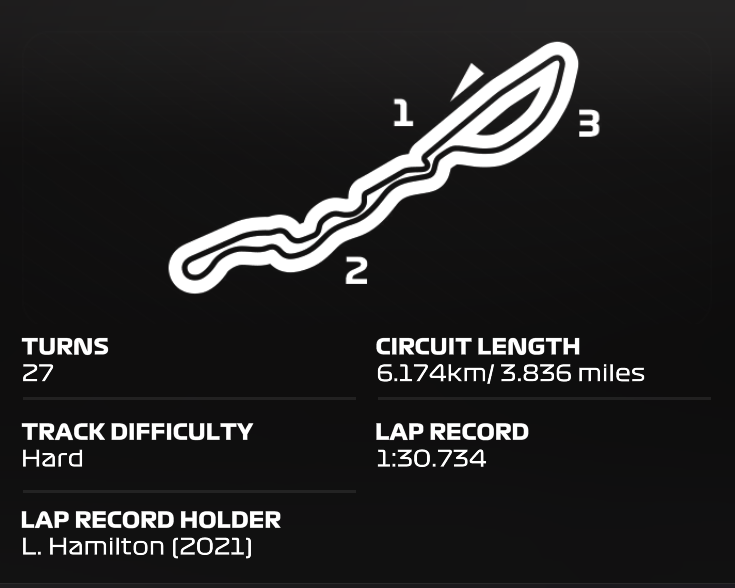 1
3
2
TURNS
27
CIRCUIT LENGTH
6.174km/ 3.836 miles
TRACK DIFFICULTY
Hard
LAP RECORD
1:30.734
LAP RECORD HOLDER
L. Hamilton (2021)